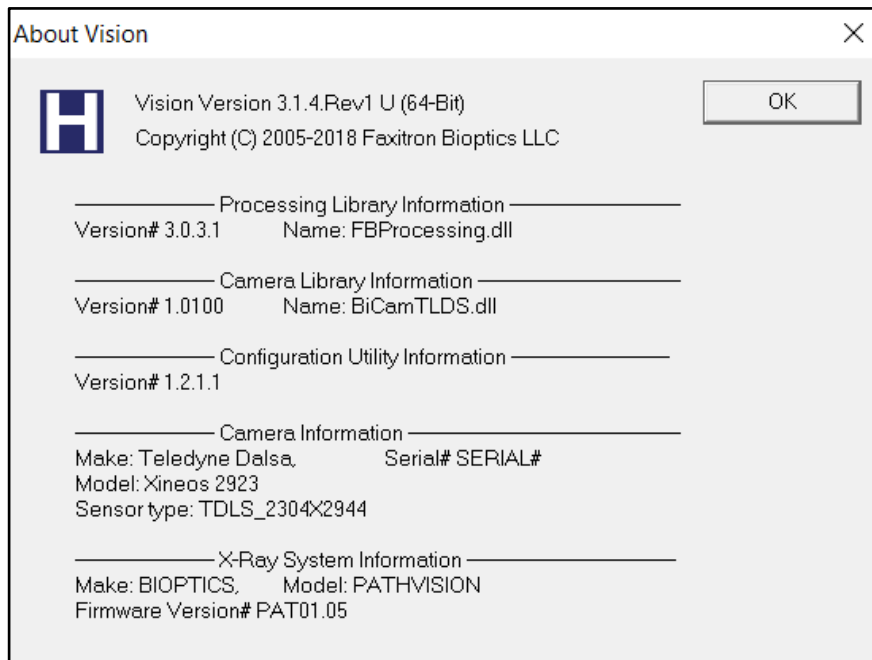 About Vision
H
Vision Version 3.1.4.Rev1 U (64-Bit)
OK
Copyright (C) 2005-2018 Faxitron Bioptics LLC
Processing Library Information
Version# 3.0.3.1 Name: FBProcessing.dll
Camera Library Information
Version# 1.0100 Name: BiCamTLDS.dll
Configuration Utility Information
Version# 1.2.1.1
Camera Information
Make: Teledyne Dalsa, Serial# SERIAL#
Model: Xineos 2923
Sensor type: TDLS_2304X2944
X-Ray System Information
Make: BIOPTICS, Model: PATHVISION
Firmware Version# PAT01.05